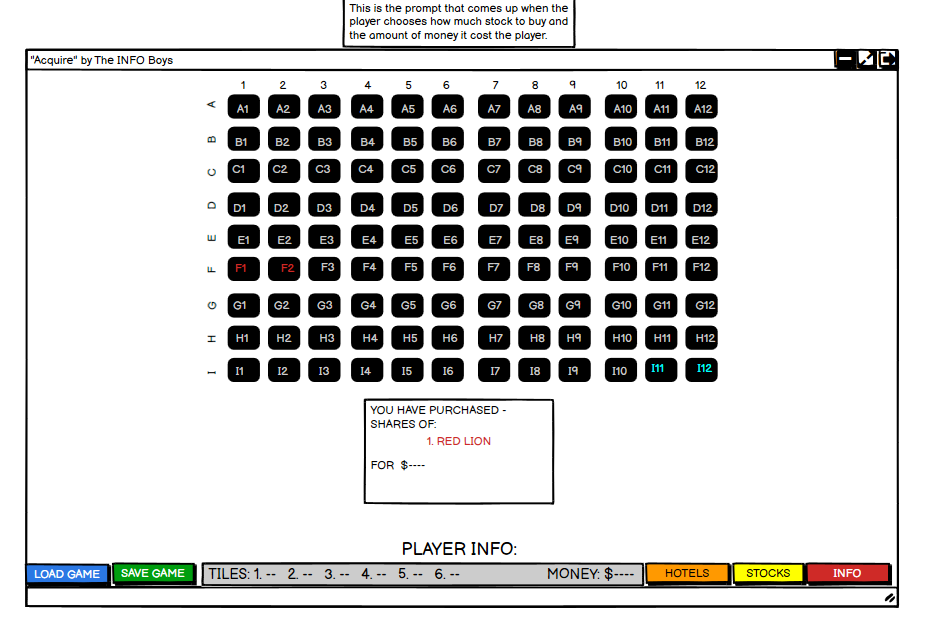 This is the prompt that comes up when the
player chooses how much stock to buy and
the amount of money it cost the player.
"Acquire" by The INFO Boys
1 2 3 4 5 6 7 8 9 10 11 12
A A1 A2 A3 A4 A5 A6 A7 A8 A9 A10 A11 A12
B B1 B2 B3 B4 B5 B6 B7 B8 B9 B10 B11 B12
C C1 C2 C3 C4 C5 C6 C7 C8 C9 C10 C11 C12
D D1 D2 D3 D4 D5 D6 D7 D8 D9 D10 D11 D12
E E1 E2 E3 E4 E5 E6 E7 E8 E9 E10 E11 E12
F F1 F2 F3 F4 F5 F6 F7 F8 F9 F10 F11 F12
G G1 G2 G3 G4 G5 G6 G7 G8 G9 G10 G11 G12
H H1 H2 H3 H4 H5 H6 H7 H8 H9 H10 H11 H12
I I1 I2 I3 I4 I5 I6 I7 I8 I9 I10 I11 I12
YOU HAVE PURCHASED -
SHARES OF:
1. RED LION
FOR $----
PLAYER INFO:
LOAD GAME SAVE GAME TILES: 1. -- 2. -- 3. -- 4. -- 5. -- 6. -- MONEY: $---- HOTELS STOCKS INFO